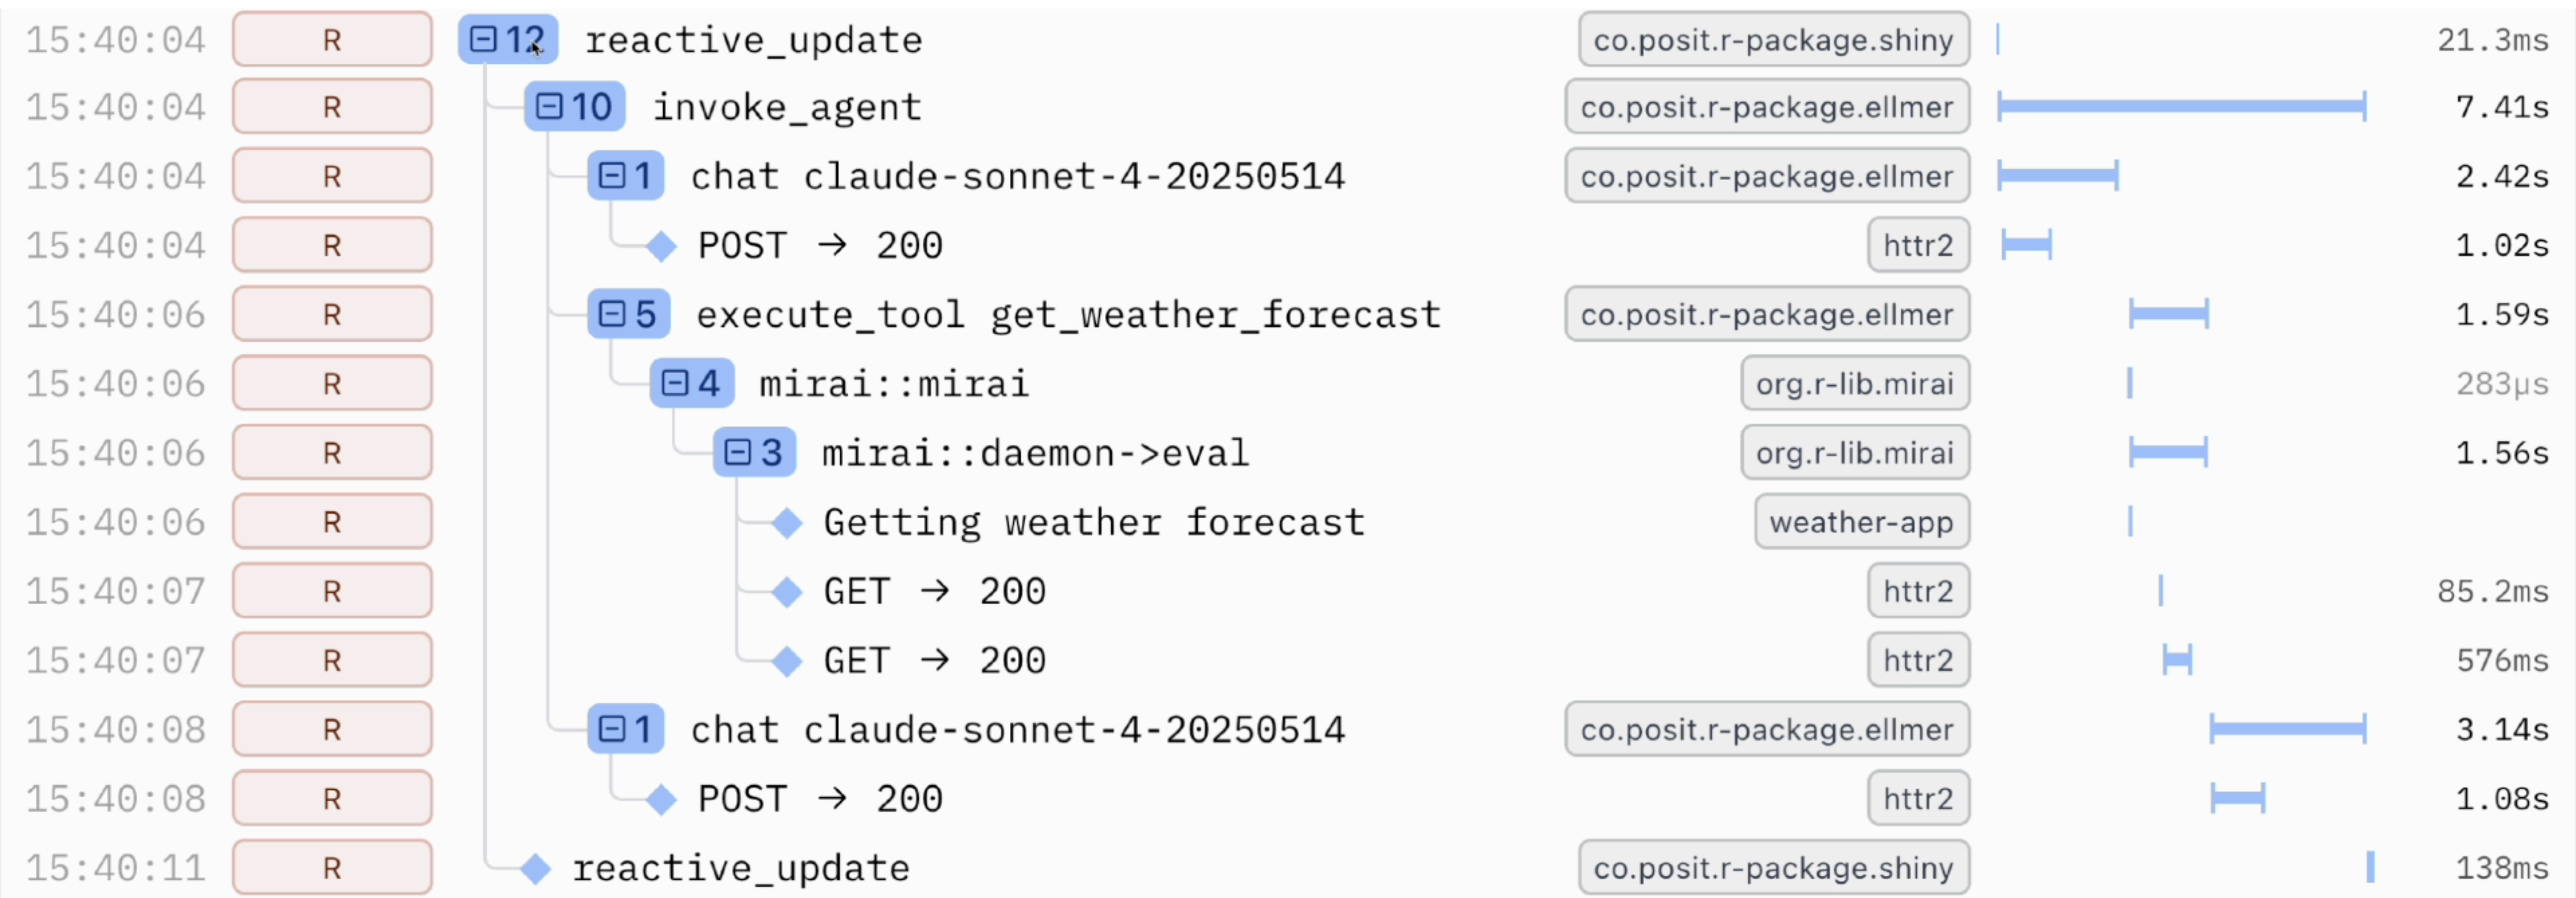 15:40:04 R 12 reactive_update co.posit.r-package.shiny 21.3ms
15:40:04 R 10 invoke_agent co.posit.r-package.ellmer 7.41s
15:40:04 R 1 chat claude-sonnet-4-20250514 co.posit.r-package.ellmer 2.42s
15:40:04 R POST → 200 httr2 1.02s
15:40:06 R 5 execute_tool get_weather_forecast co.posit.r-package.ellmer 1.59s
15:40:06 R 4 mirai::mirai org.r-lib.mirai 283µs
15:40:06 R 3 mirai::daemon->eval org.r-lib.mirai 1.56s
15:40:06 R Getting weather forecast weather-app
15:40:07 R GET → 200 httr2 85.2ms
15:40:07 R GET → 200 httr2 576ms
15:40:08 R 1 chat claude-sonnet-4-20250514 co.posit.r-package.ellmer 3.14s
15:40:08 R POST → 200 httr2 1.08s
15:40:11 R reactive_update co.posit.r-package.shiny 138ms